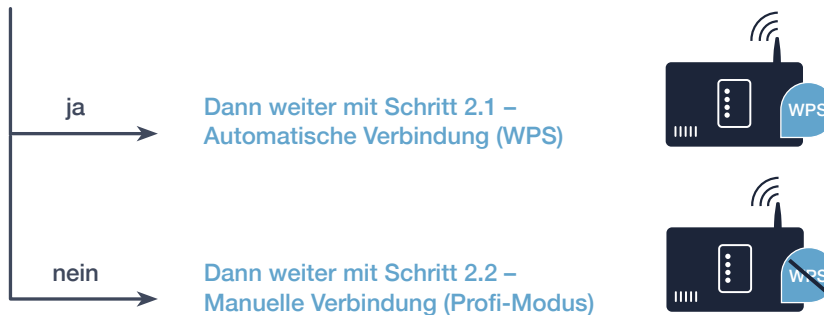 ja
Dann weiter mit Schritt 2.1 –
Automatische Verbindung (WPS)
WPS
nein
Dann weiter mit Schritt 2.2 –
Manuelle Verbindung (Profi-Modus)
WPS